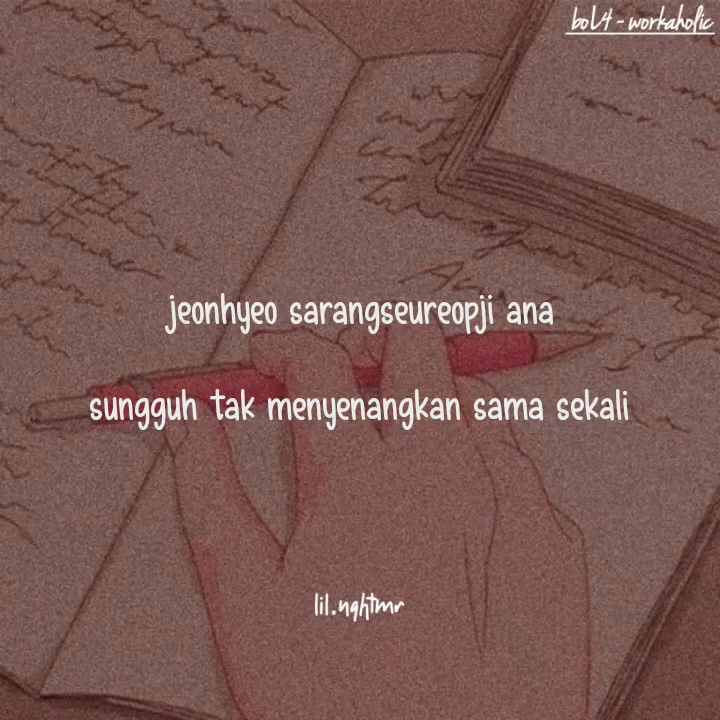 bol4 - workaholic
jeonhyeo sarangseureopji ana
sungguh tak menyenangkan sama sekali
lil.nghtmr